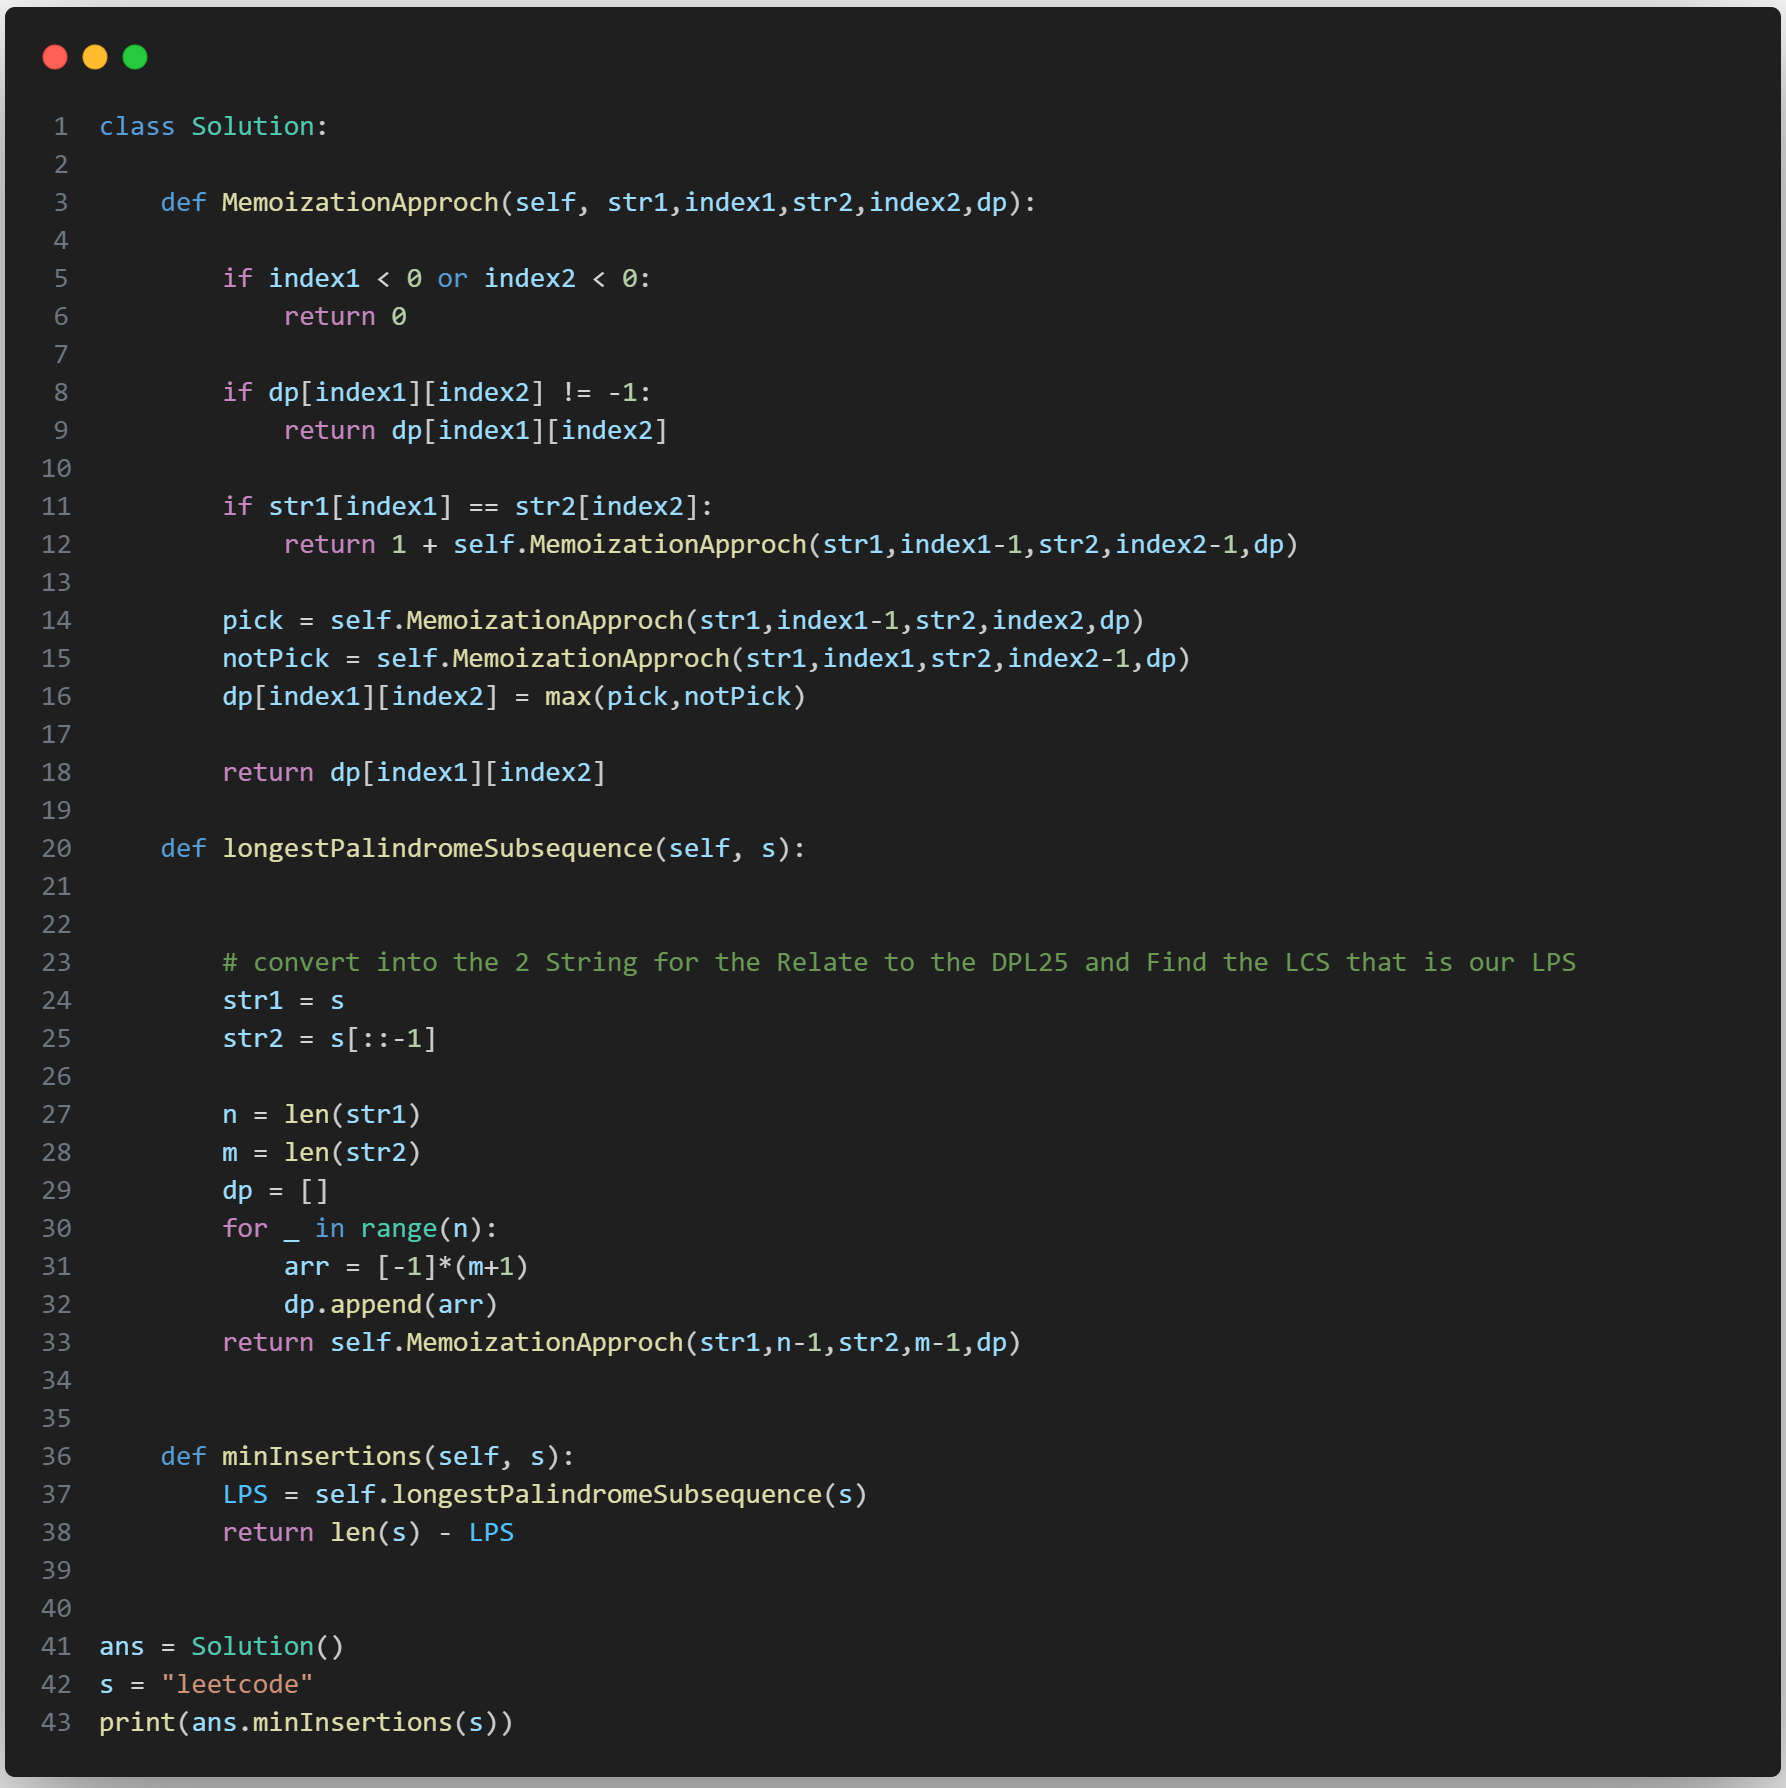 1 class Solution:
2
3     def MemoizationApproch(self, str1,index1,str2,index2,dp):
4
5         if index1 < 0 or index2 < 0:
6             return 0
7
8         if dp[index1][index2] != -1:
9             return dp[index1][index2]
10
11         if str1[index1] == str2[index2]:
12             return 1 + self.MemoizationApproch(str1,index1-1,str2,index2-1,dp)
13
14         pick = self.MemoizationApproch(str1,index1-1,str2,index2,dp)
15         notPick = self.MemoizationApproch(str1,index1,str2,index2-1,dp)
16         dp[index1][index2] = max(pick,notPick)
17
18         return dp[index1][index2]
19
20     def longestPalindromeSubsequence(self, s):
21
22
23         # convert into the 2 String for the Relate to the DPL25 and Find the LCS that is our LPS
24         str1 = s
25         str2 = s[::-1]
26
27         n = len(str1)
28         m = len(str2)
29         dp = []
30         for _ in range(n):
31             arr = [-1]*(m+1)
32             dp.append(arr)
33         return self.MemoizationApproch(str1,n-1,str2,m-1,dp)
34
35
36     def minInsertions(self, s):
37         LPS = self.longestPalindromeSubsequence(s)
38         return len(s) - LPS
39
40
41 ans = Solution()
42 s = "leetcode"
43 print(ans.minInsertions(s))